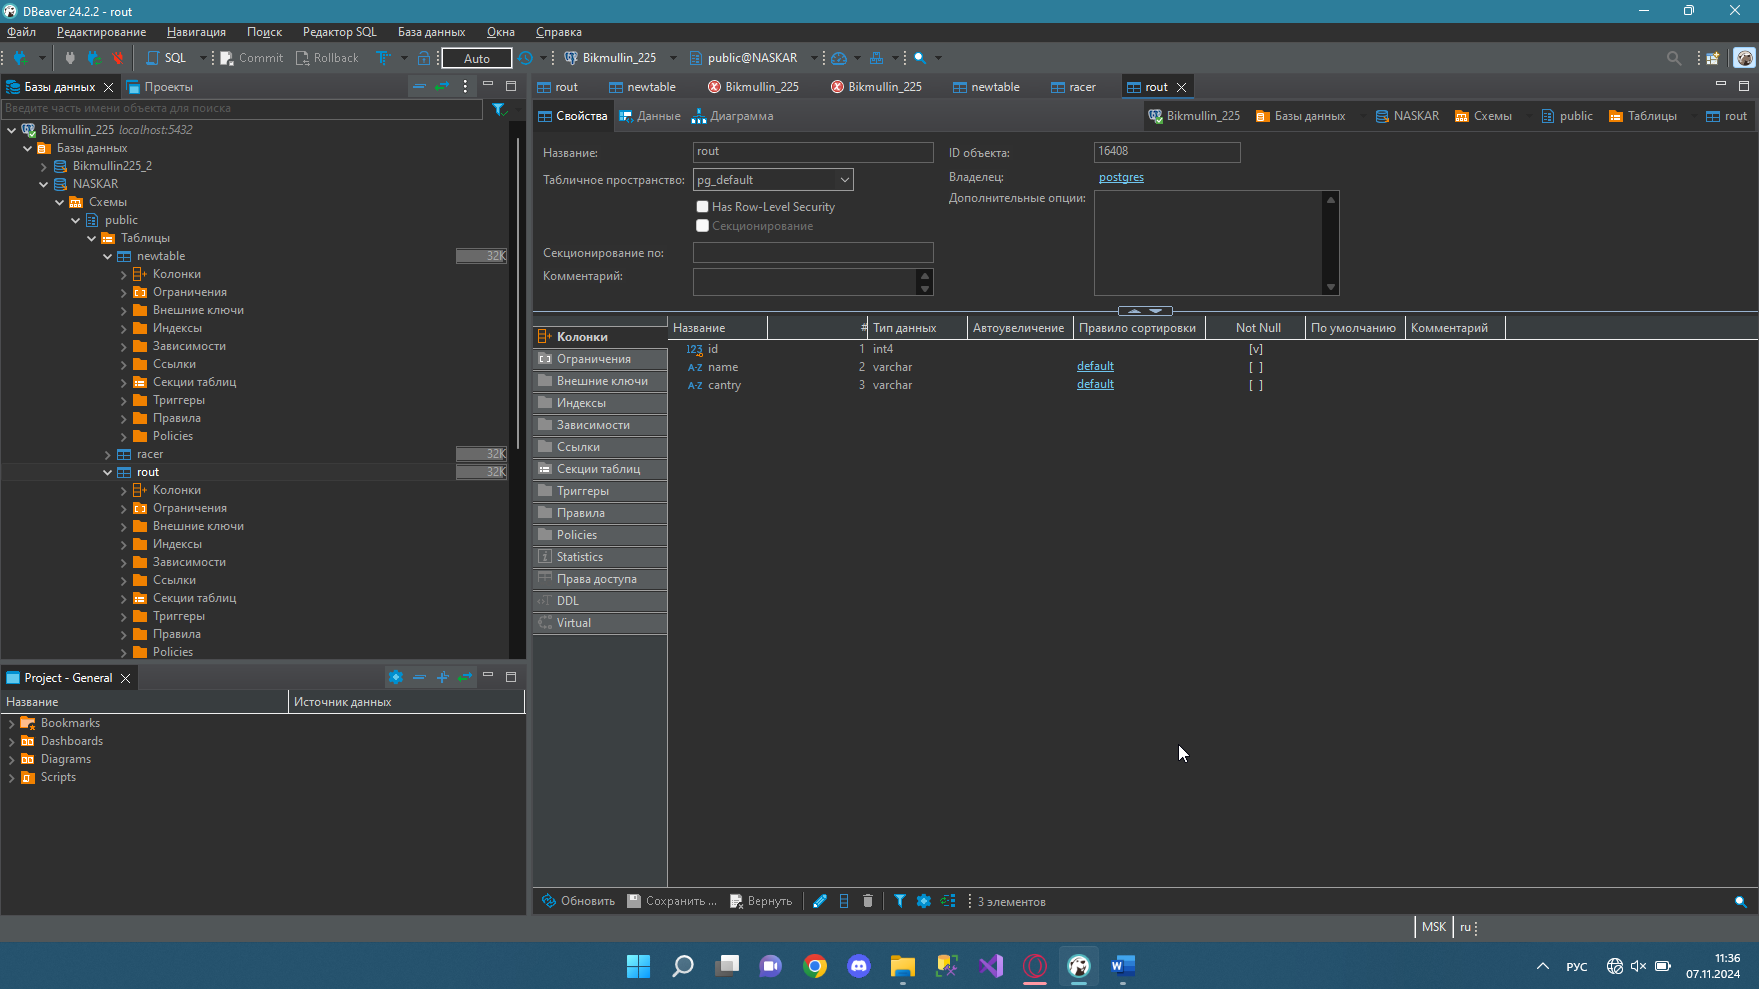 DBeaver 24.2.2 - rout
Файл Редактирование Навигация Поиск Редактор SQL База данных Окна Справка
SQL Commit Rollback Auto Bikmullin_225 public@NASKAR
Базы данных Проекты
rout newtable Bikmullin_225 Bikmullin_225 newtable racer rout
Введите часть имени объекта для поиска
Свойства Данные Диаграмма
Bikmullin_225 Базы данных NASKAR Схемы public Таблицы rout
Bikmullin_225 localhost:5432
Базы данных
Bikmullin225_2
NASKAR
Схемы
public
Таблицы
newtable 32K
Колонки
Ограничения
Внешние ключи
Индексы
Зависимости
Ссылки
Секции таблиц
Триггеры
Правила
Policies
racer 32K
rout 32K
Колонки
Ограничения
Внешние ключи
Индексы
Зависимости
Ссылки
Секции таблиц
Триггеры
Правила
Policies
Название: rout
Табличное пространство: pg_default
Has Row-Level Security
Секционирование
Секционирование по:
Комментарий:
ID объекта: 16408
Владелец: postgres
Дополнительные опции:
Колонки
Ограничения
Внешние ключи
Индексы
Зависимости
Ссылки
Секции таблиц
Триггеры
Правила
Policies
Statistics
Права доступа
DDL
Virtual
Название # Тип данных Автоувеличение Правило сортировки Not Null По умолчанию Комментарий
123 id 1 int4 [v]
A-Z name 2 varchar default [ ]
A-Z cantry 3 varchar default [ ]
Project - General
Название Источник данных
Bookmarks
Dashboards
Diagrams
Scripts
Обновить Сохранить ... Вернуть 3 элементов
MSK ru
РУС
11:36
07.11.2024